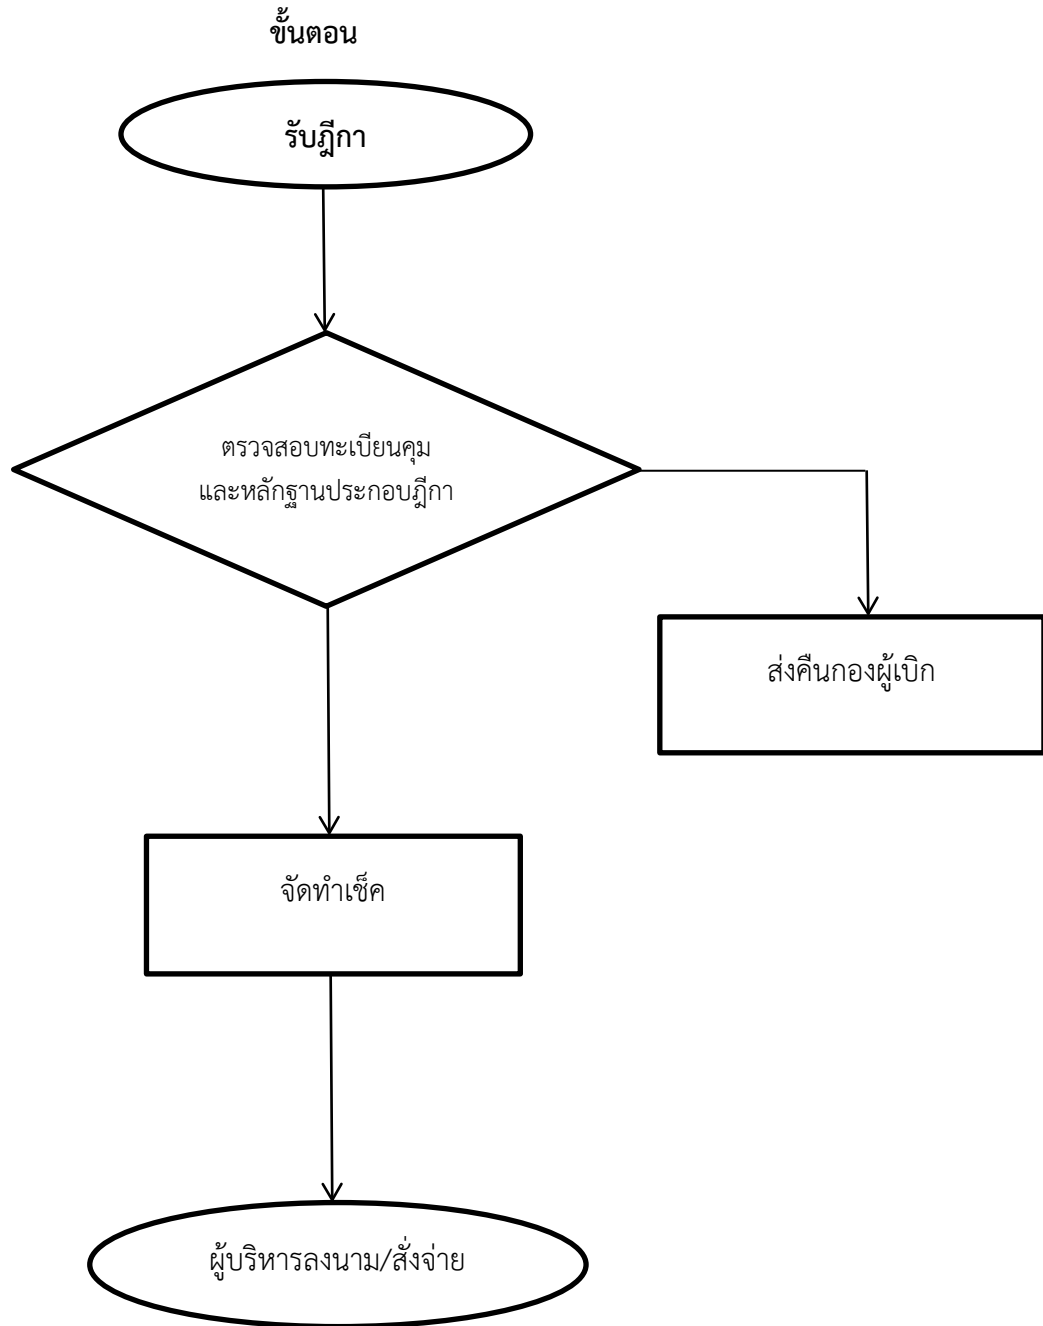 ขั้นตอน
รับฎีกา
ตรวจสอบทะเบียนคุม
และหลักฐานประกอบฎีกา
ส่งคืนกองผู้เบิก
จัดทำเช็ค
ผู้บริหารลงนาม/สั่งจ่าย